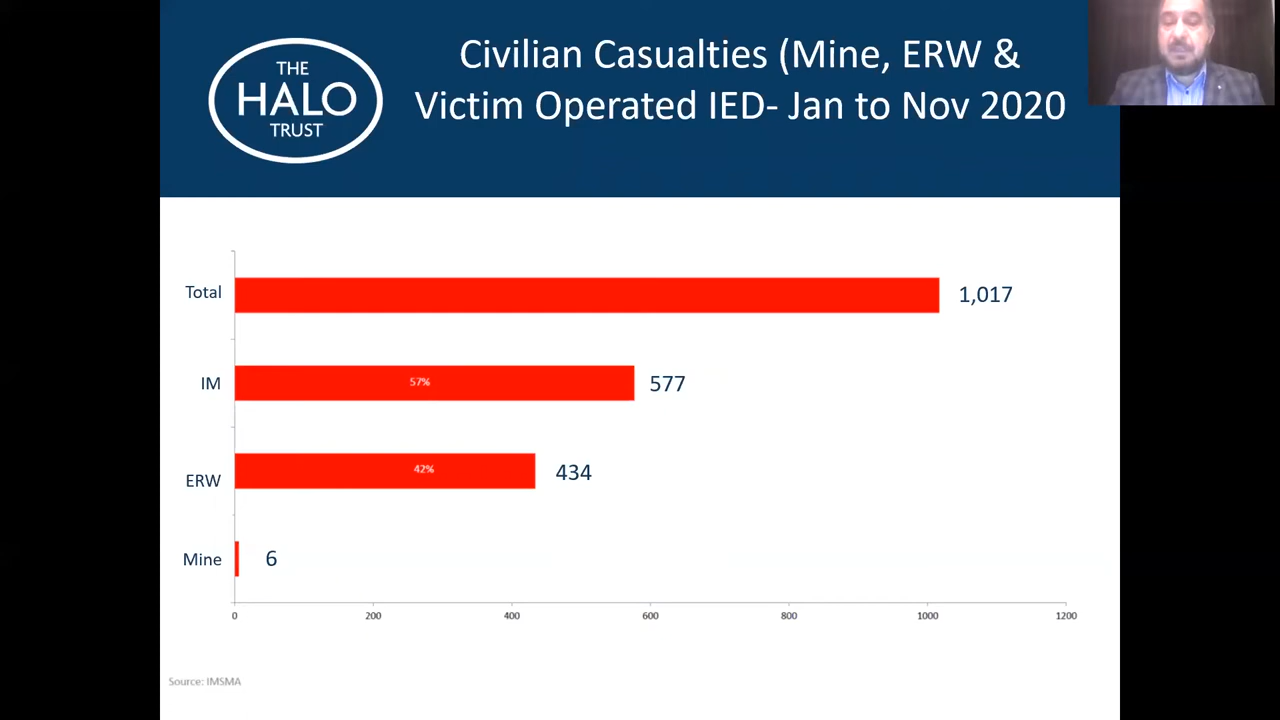 THE
HALO
TRUST
Civilian Casualties (Mine, ERW &
Victim Operated IED- Jan to Nov 2020
Total 1,017
IM 57% 577
ERW 42% 434
Mine 6
0 200 400 600 800 1000 1200
Source: IMSMA